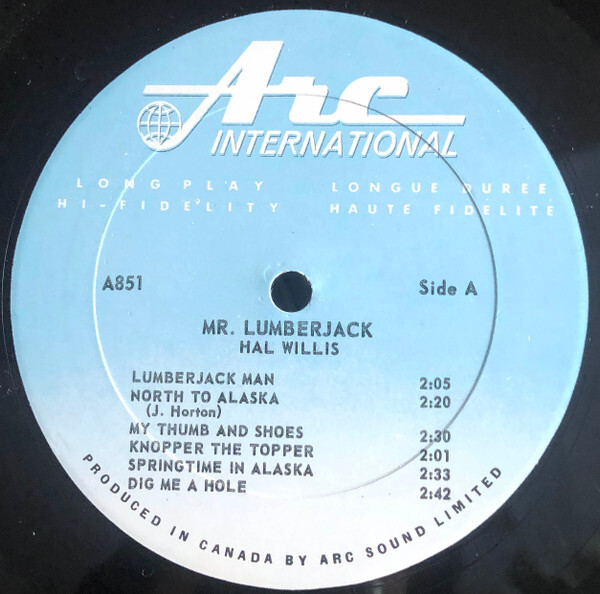 Arc
INTERNATIONAL
LONG PLAY LONGUE DUREE
HI-FIDELITY HAUTE FIDELITE
A851 Side A
MR. LUMBERJACK
HAL WILLIS
LUMBERJACK MAN 2:05
NORTH TO ALASKA 2:20
(J. Horton)
MY THUMB AND SHOES 2:30
KNOPPER THE TOPPER 2:01
SPRINGTIME IN ALASKA 2:33
DIG ME A HOLE 2:42
PRODUCED IN CANADA BY ARC SOUND LIMITED